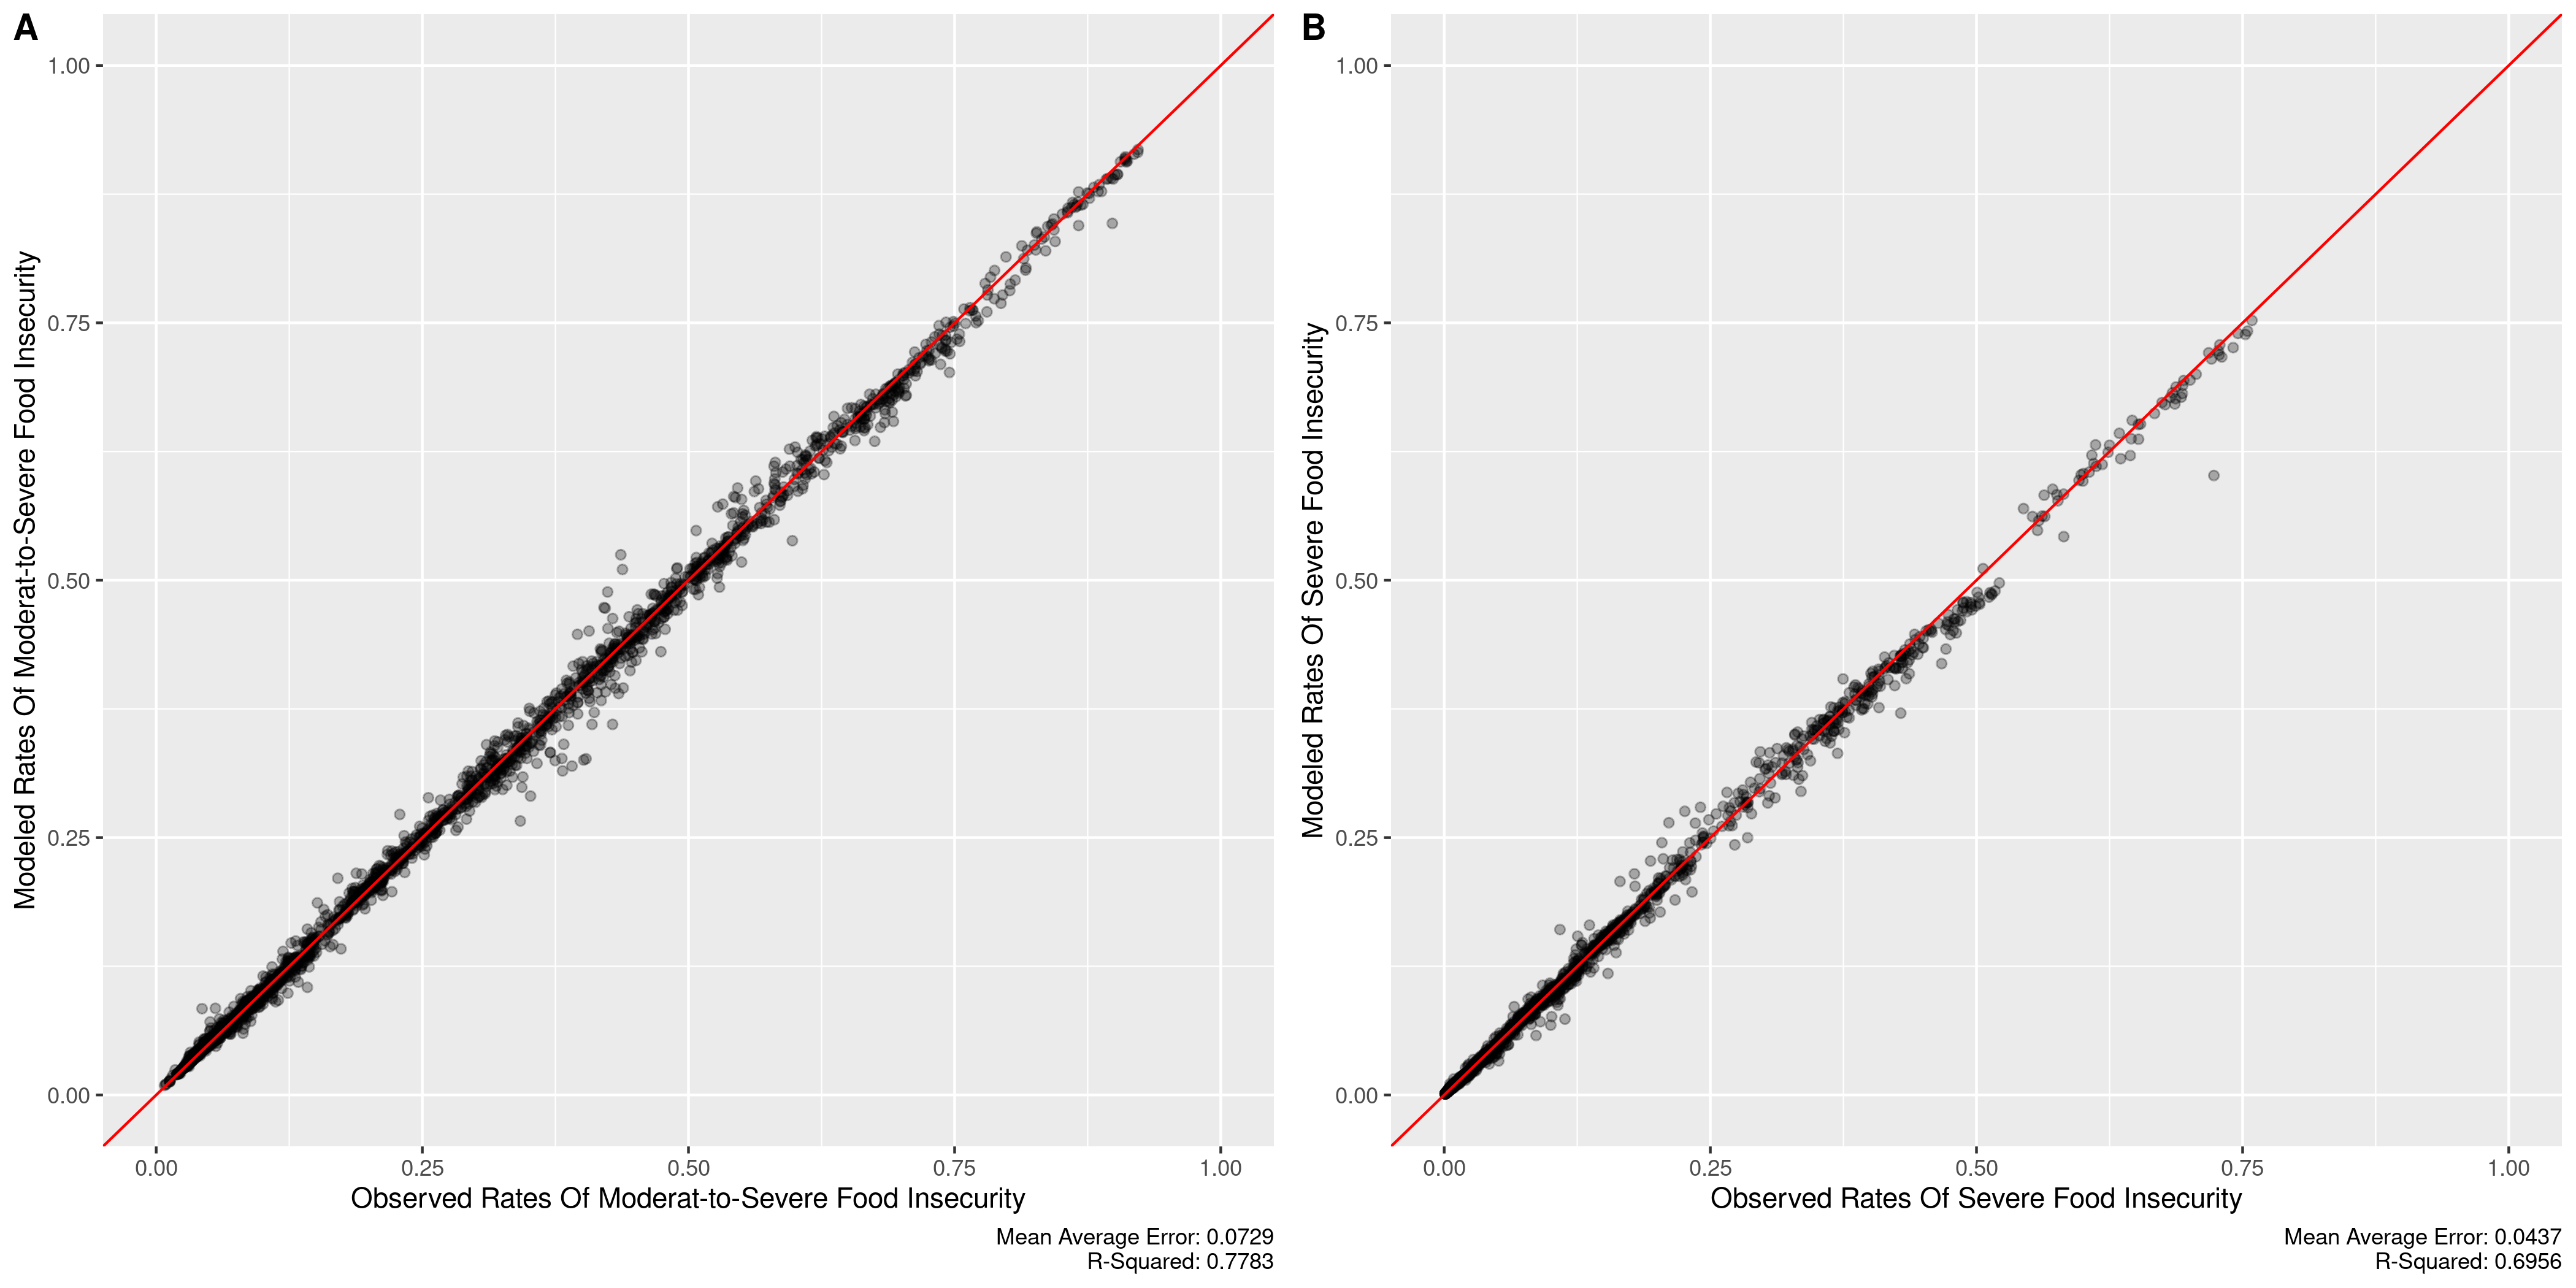 A
Modeled Rates Of Moderat-to-Severe Food Insecurity
1.00
0.75
0.50
0.25
0.00
0.00 0.25 0.50 0.75 1.00
Observed Rates Of Moderat-to-Severe Food Insecurity
Mean Average Error: 0.0729
R-Squared: 0.7783
B
Modeled Rates Of Severe Food Insecurity
1.00
0.75
0.50
0.25
0.00
0.00 0.25 0.50 0.75 1.00
Observed Rates Of Severe Food Insecurity
Mean Average Error: 0.0437
R-Squared: 0.6956